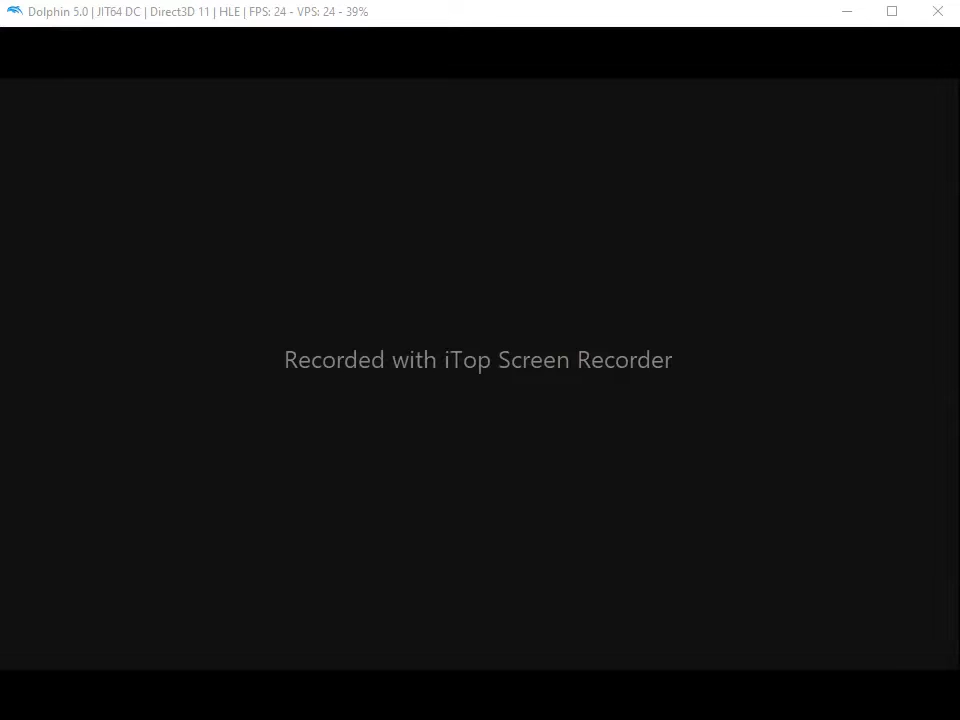 Dolphin 5.0 | JIT64 DC | Direct3D 11 | HLE | FPS: 24 - VPS: 24 - 39%
Recorded with iTop Screen Recorder